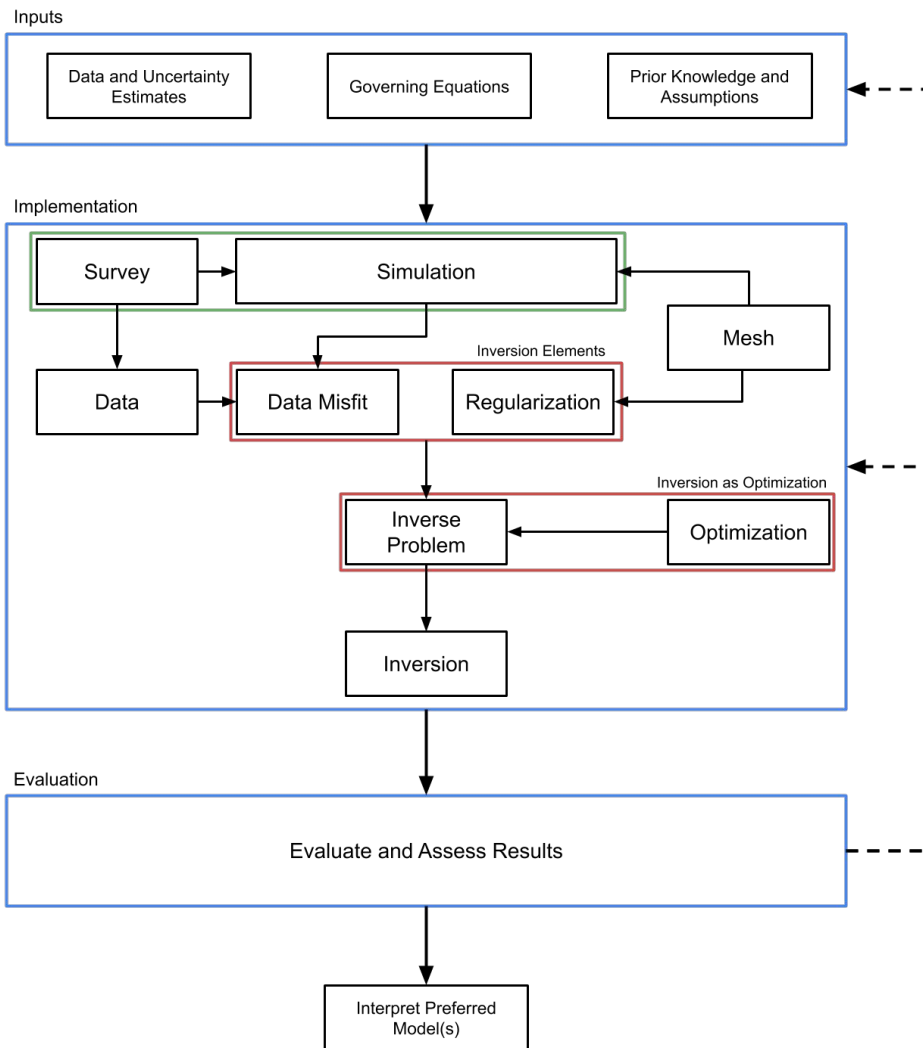 Inputs
Data and Uncertainty
Estimates
Governing Equations
Prior Knowledge and
Assumptions
Implementation
Survey
Simulation
Mesh
Inversion Elements
Data
Data Misfit
Regularization
Inversion as Optimization
Inverse
Problem
Optimization
Inversion
Evaluation
Evaluate and Assess Results
Interpret Preferred
Model(s)